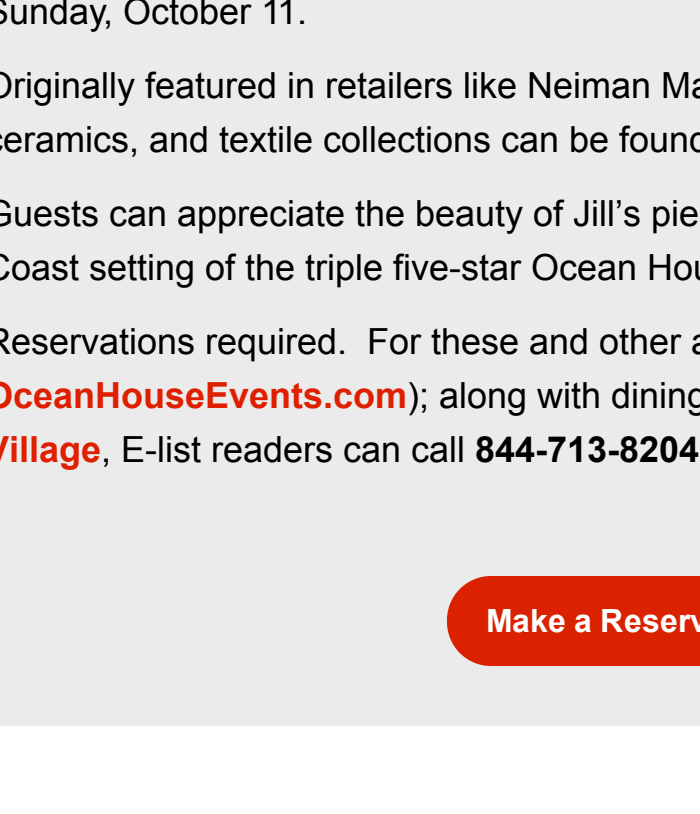 Sunday, October 11.
Originally featured in retailers like Neiman Ma
ceramics, and textile collections can be found
Guests can appreciate the beauty of Jill’s pie
Coast setting of the triple five-star Ocean Hou
Reservations required.  For these and other a
OceanHouseEvents.com); along with dining
Village, E-list readers can call 844-713-8204
Make a Reserv